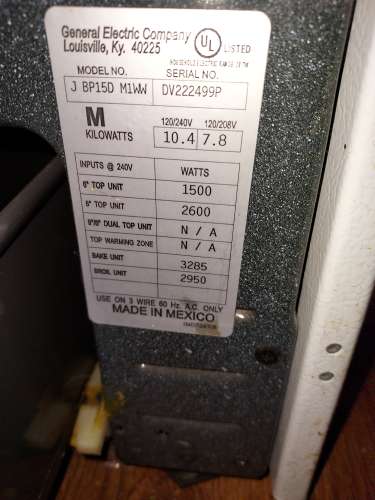 General Electric Company
Louisville, Ky. 40225
UL LISTED
HOUSEHOLD ELECTRIC RANGE
MODEL NO. SERIAL NO.
J BP15D M1WW DV222499P
M
KILOWATTS
120/240V 120/208V
10.4 7.8
INPUTS @ 240V WATTS
6" TOP UNIT 1500
8" TOP UNIT 2600
6"/9" DUAL TOP UNIT N / A
TOP WARMING ZONE N / A
BAKE UNIT 3285
BROIL UNIT 2950
USE ON 3 WIRE 60 Hz. A.C. ONLY
MADE IN MEXICO